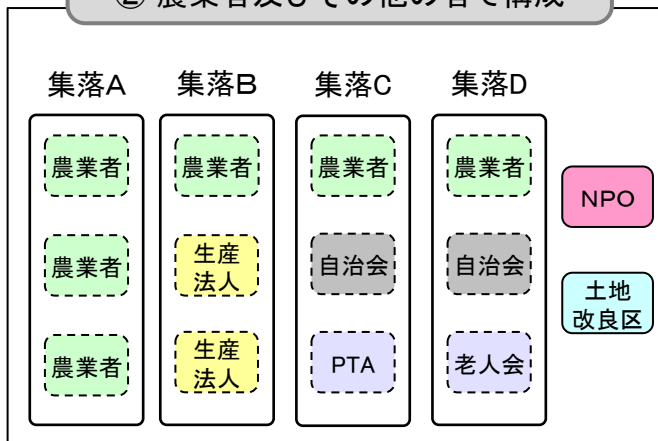 ② 農業者及びその他の者で構成
集落A
集落B
集落C
集落D
農業者
農業者
農業者
農業者
NPO
農業者
生産
法人
自治会
自治会
土地
改良区
農業者
生産
法人
PTA
老人会